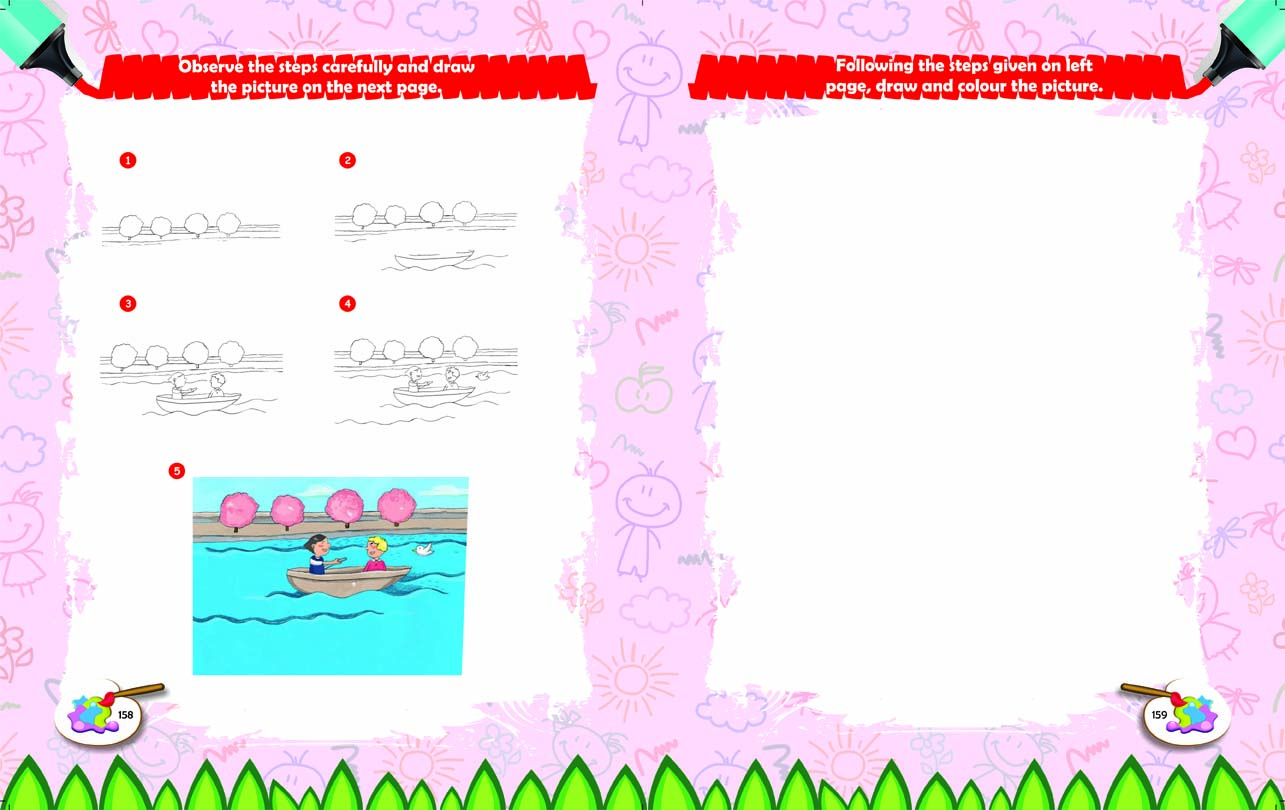 Observe the steps carefully and draw
the picture on the next page.
1
2
3
4
5
158
Following the steps given on left
page, draw and colour the picture.
159